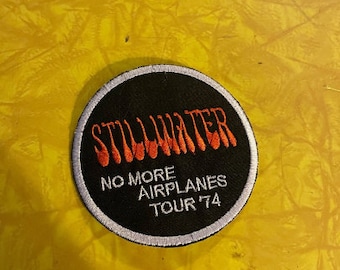 STILLWATER
NO MORE
AIRPLANES
TOUR '74